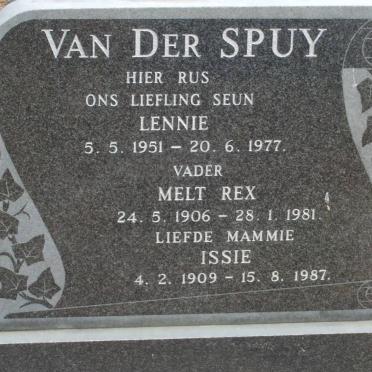 VAN DER SPUY
HIER RUS
ONS LIEFLING SEUN
LENNIE
5. 5. 1951 – 20. 6. 1977.
VADER
MELT REX
24. 5. 1906 – 28. 1. 1981.
LIEFDE MAMMIE
ISSIE
4. 2. 1909 – 15. 8. 1987.